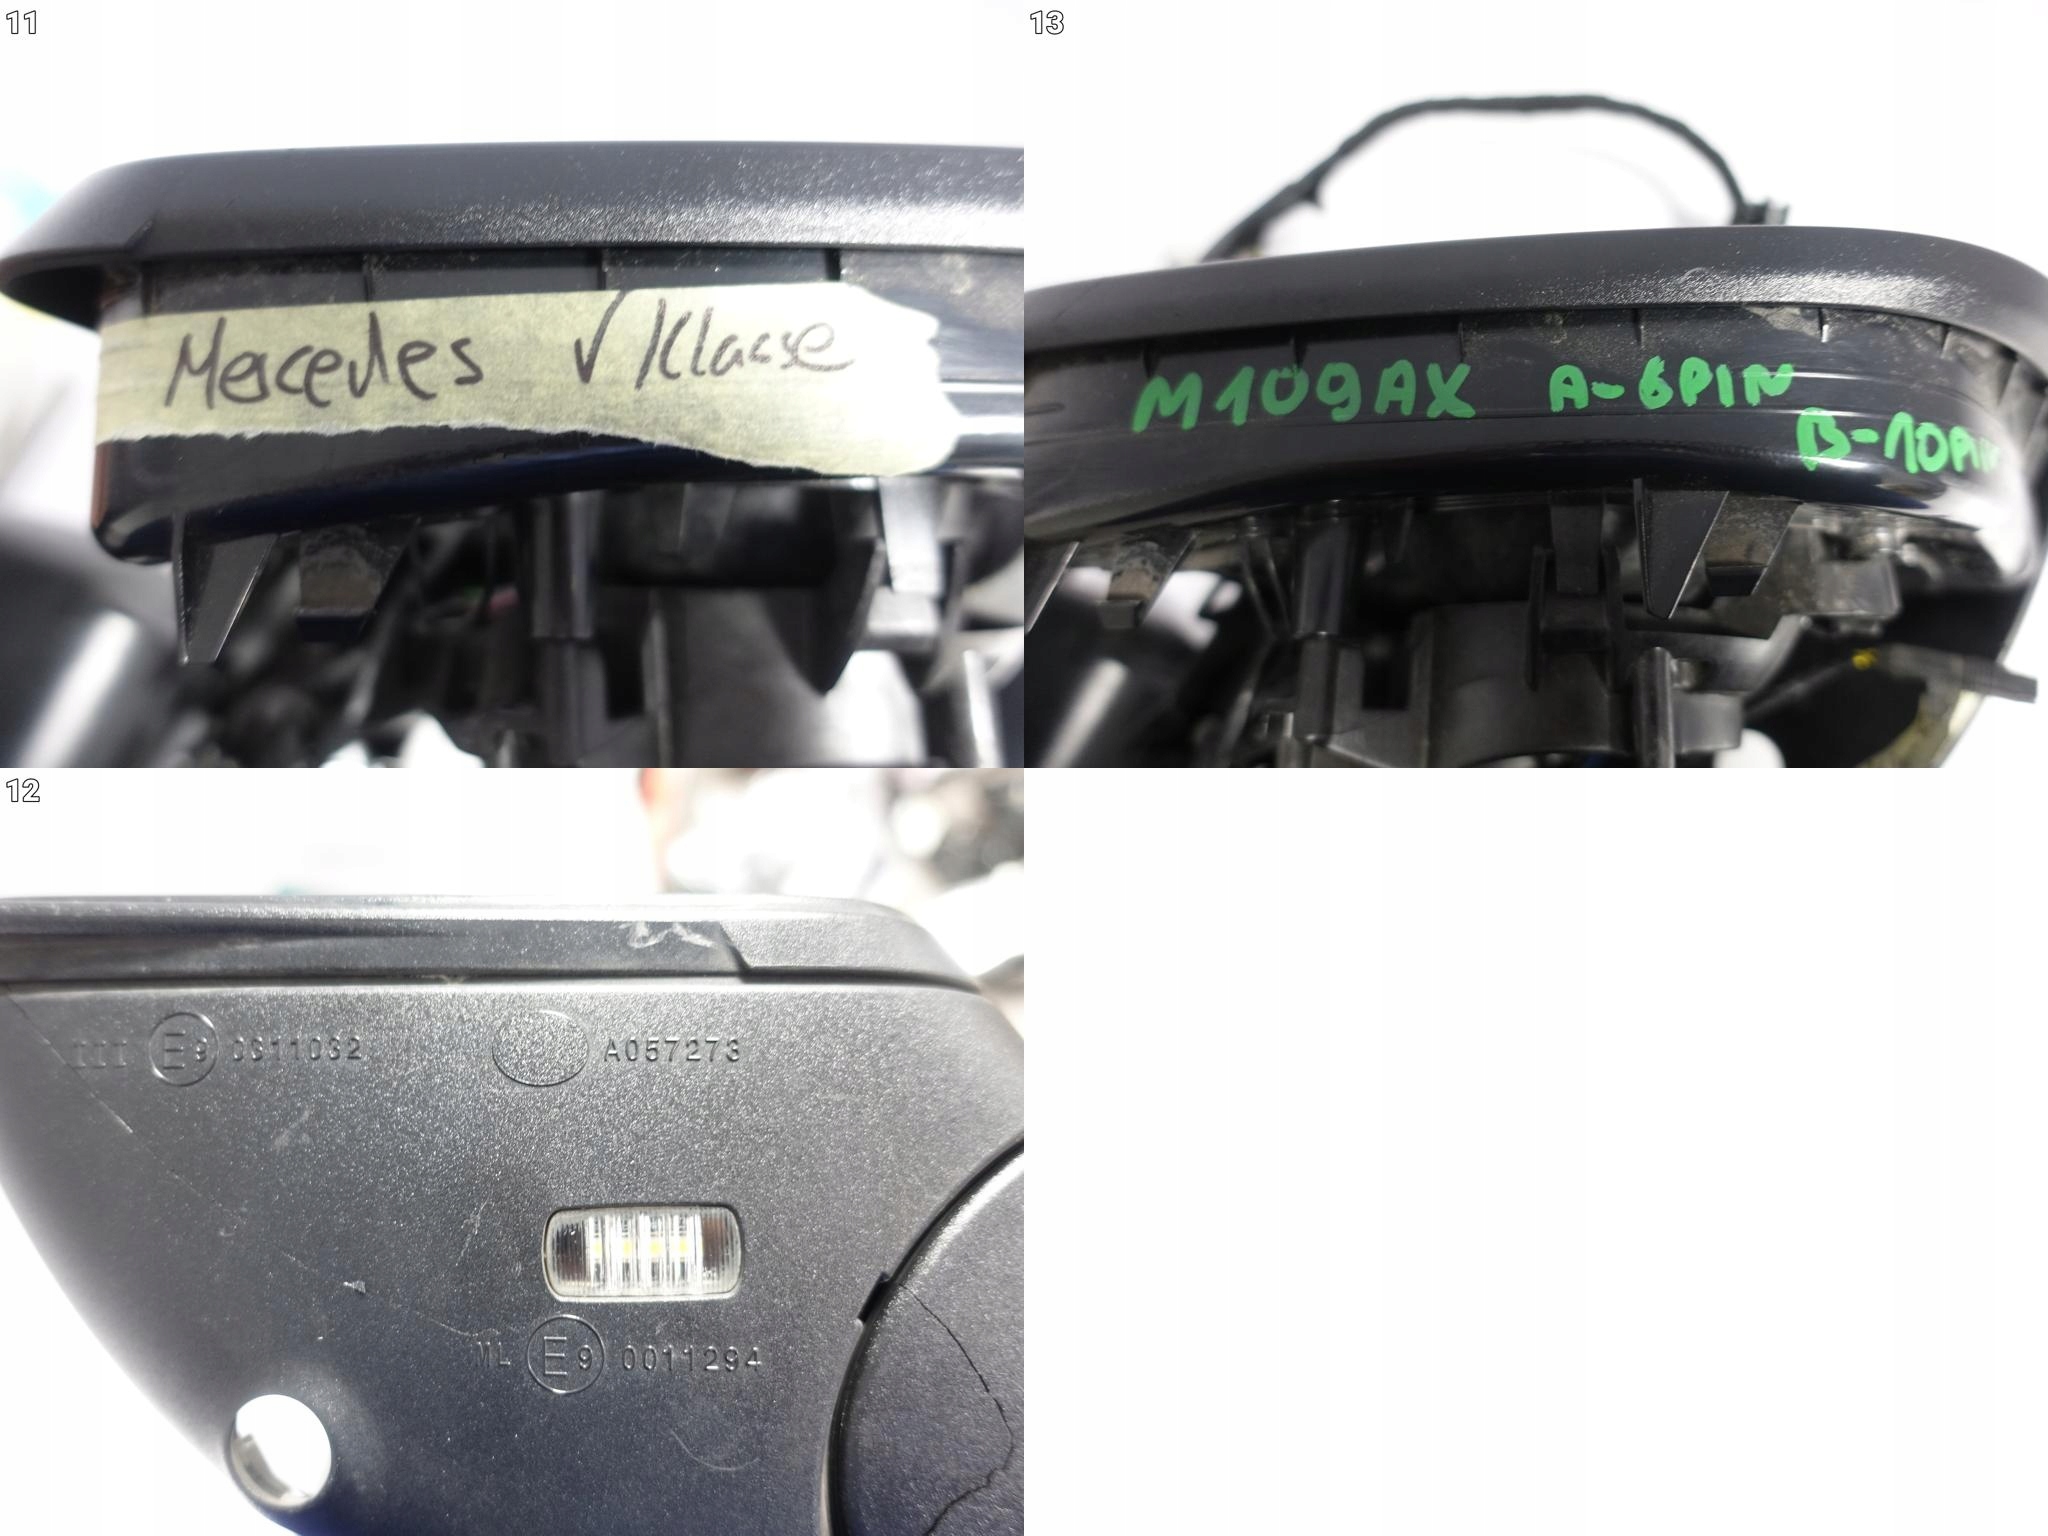 11
Mercedes V Klasse
13
M109AX A-6PIN
B-10PIN
12
III E9 0311032 A057273
ML E9 0011294